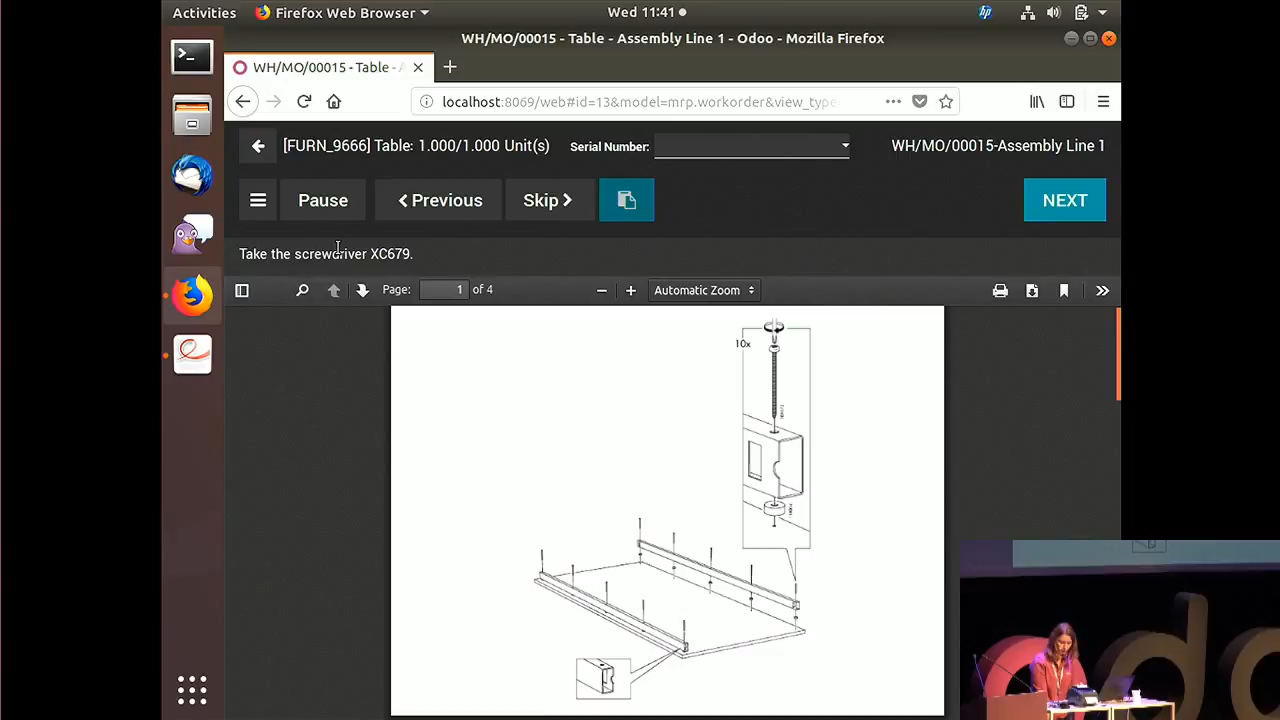 Activities Firefox Web Browser Wed 11:41
WH/MO/00015 - Table - Assembly Line 1 - Odoo - Mozilla Firefox
WH/MO/00015 - Table - A
localhost:8069/web#id=13&model=mrp.workorder&view_type
[FURN_9666] Table: 1.000/1.000 Unit(s) Serial Number: WH/MO/00015-Assembly Line 1
Pause Previous Skip NEXT
Take the screwdriver XC679.
Page: 1 of 4 Automatic Zoom
10x